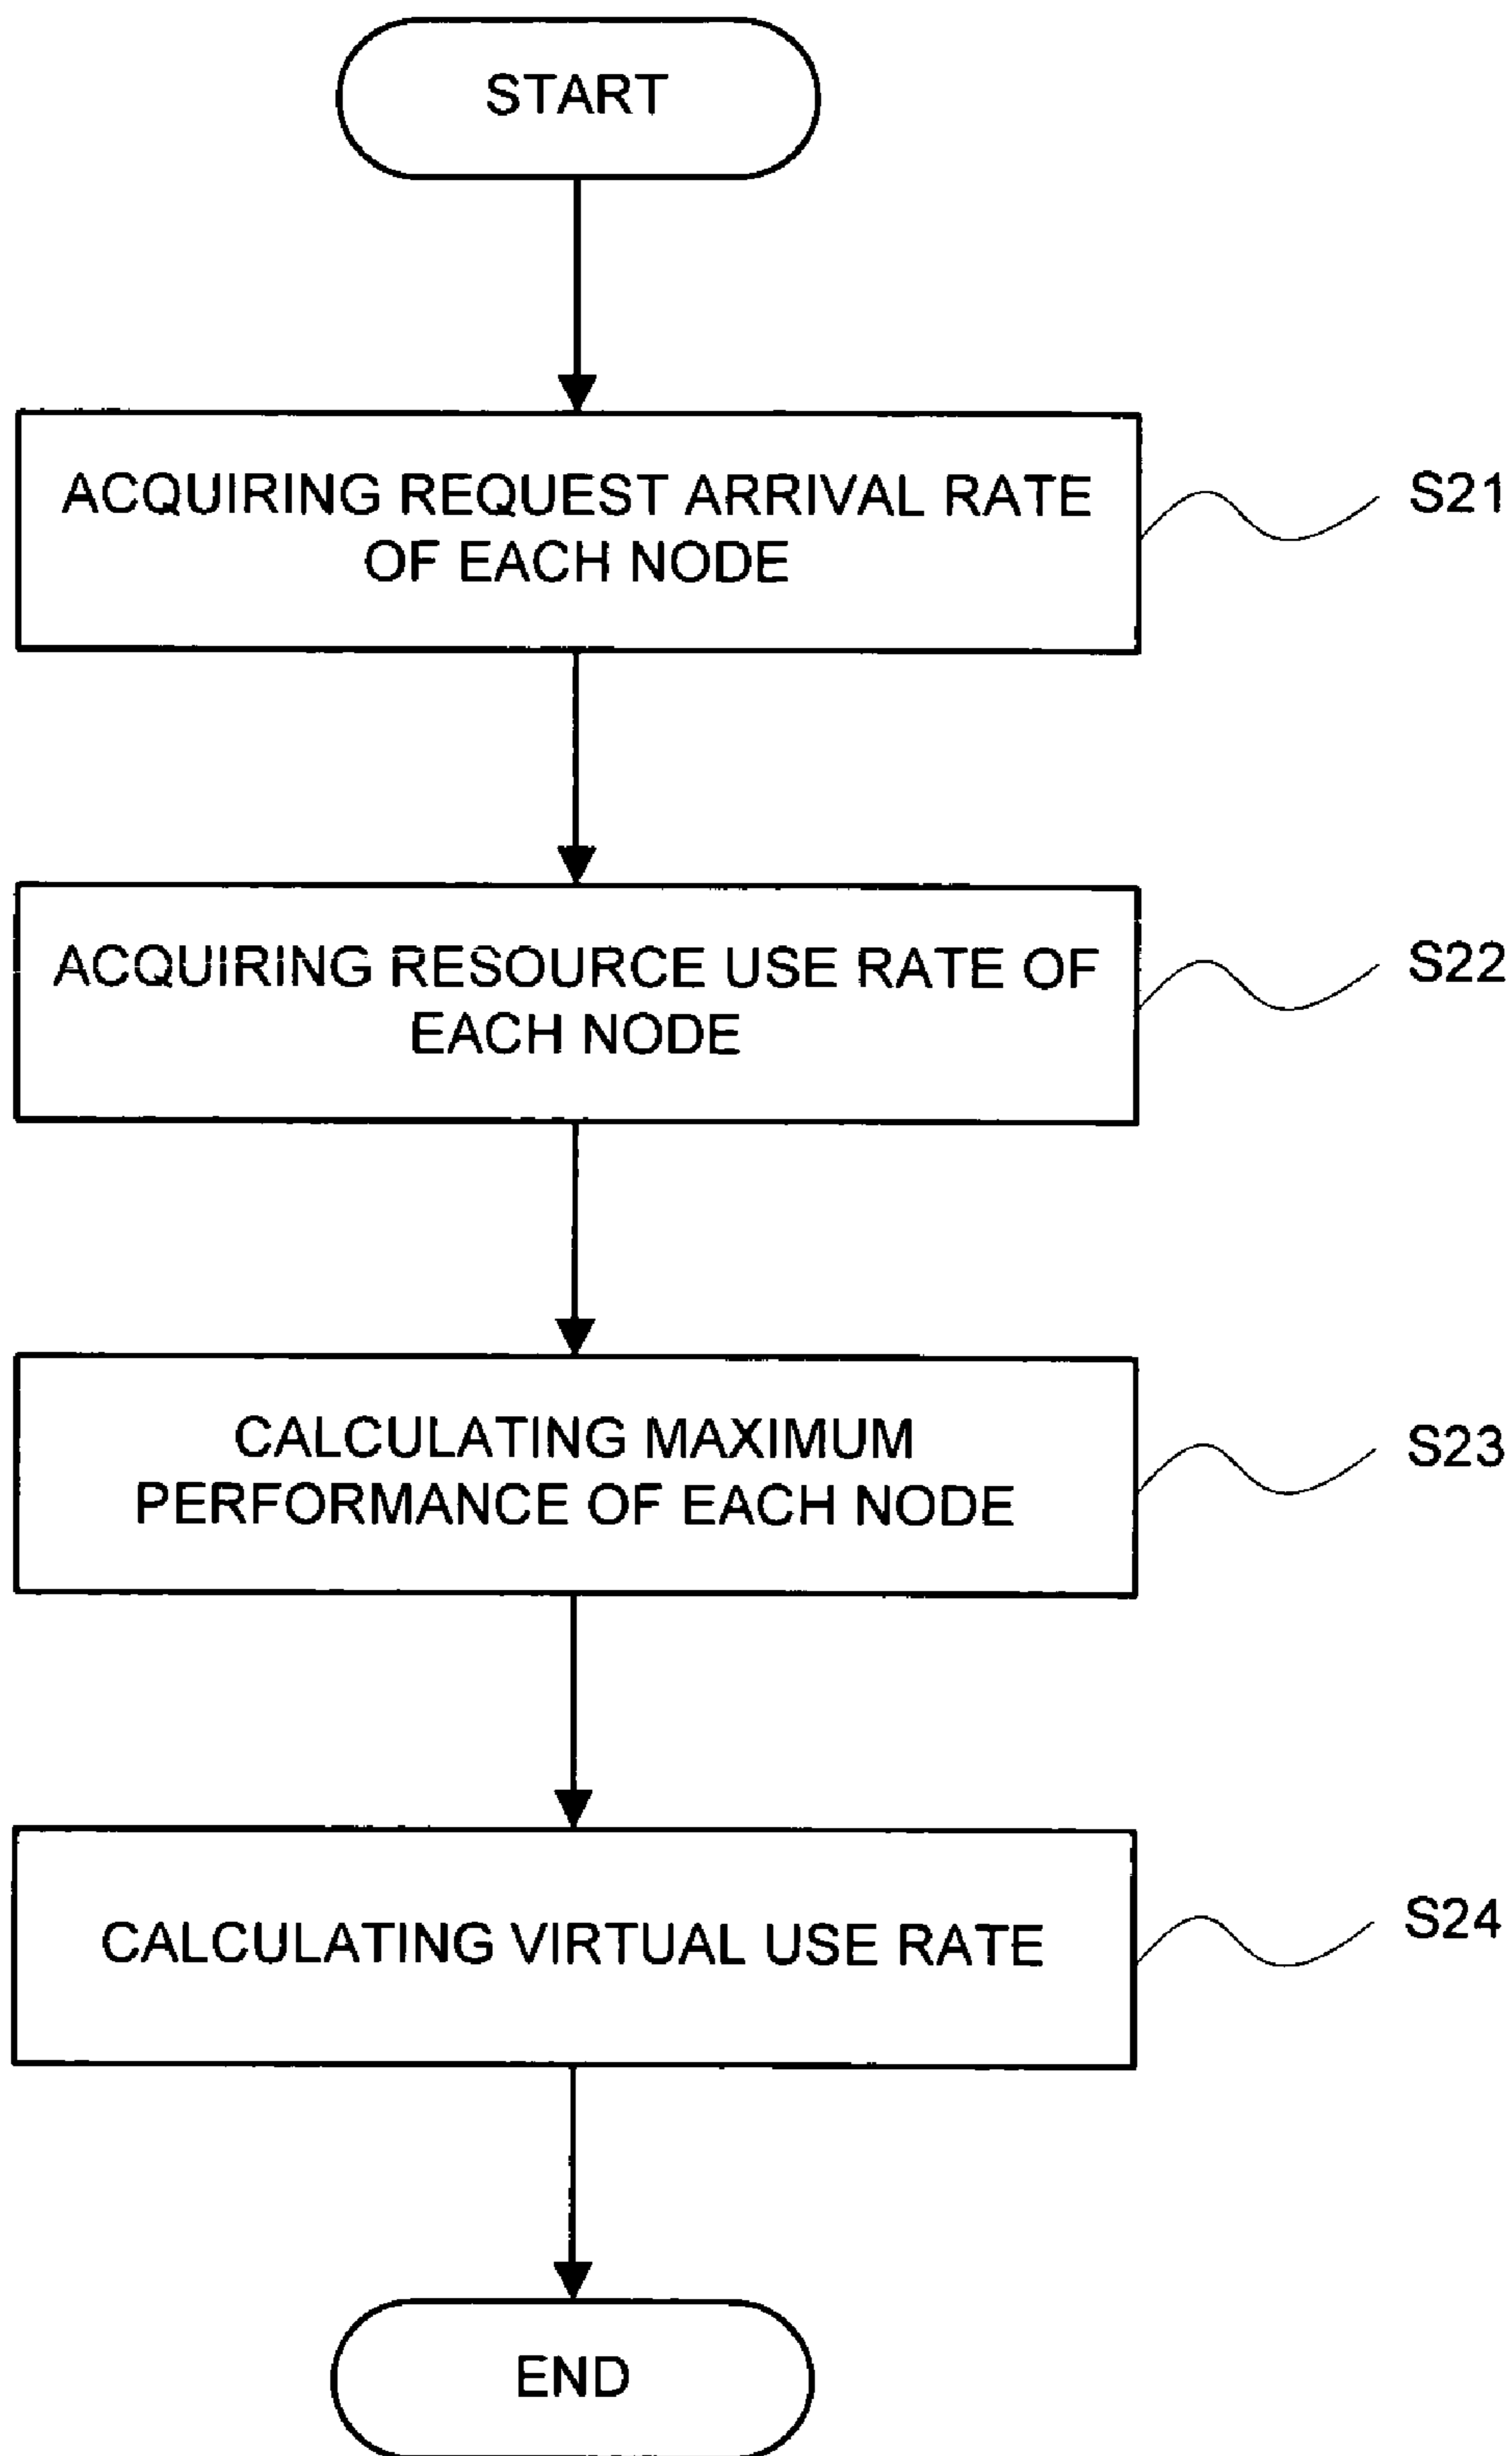 START
ACQUIRING REQUEST ARRIVAL RATE
OF EACH NODE
S21
ACQUIRING RESOURCE USE RATE OF
EACH NODE
S22
CALCULATING MAXIMUM
PERFORMANCE OF EACH NODE
S23
CALCULATING VIRTUAL USE RATE
S24
END